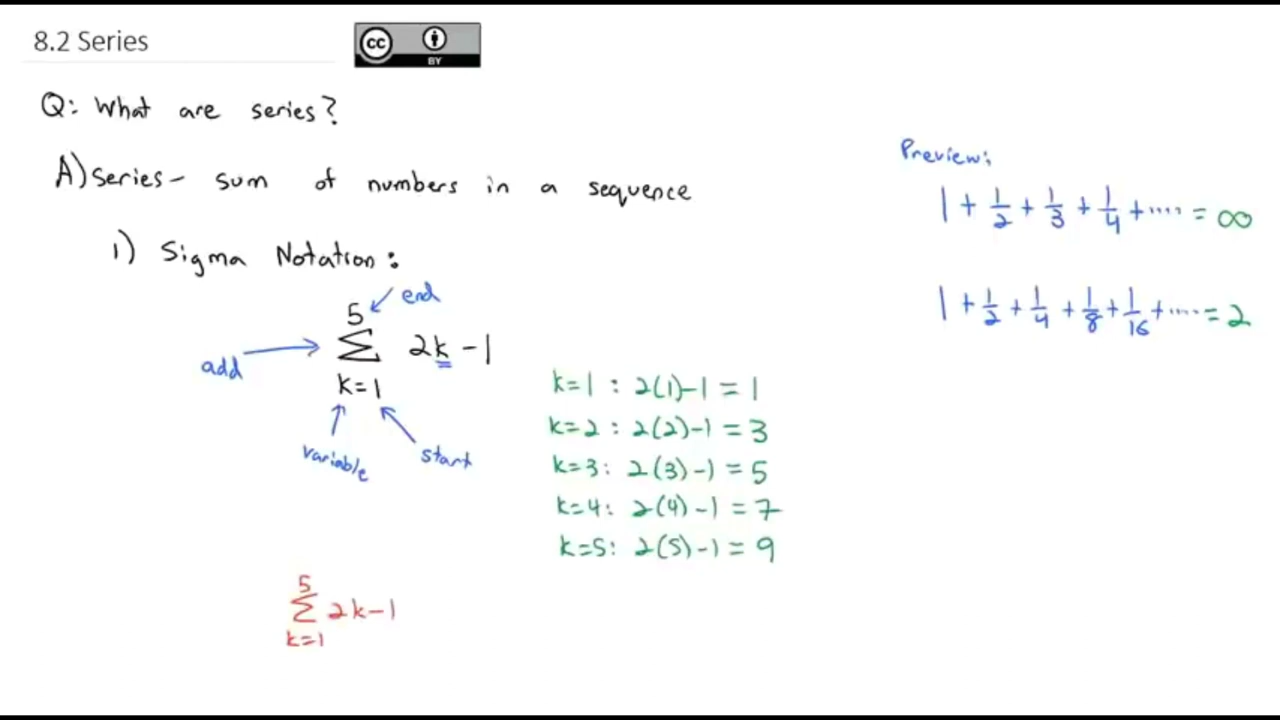 8.2 Series
cc BY
Q: What are series?
A) Series- sum of numbers in a sequence
1) Sigma Notation:
end
5
add
Σ 2k-1
k=1
variable
start
k=1 : 2(1)-1 = 1
k=2 : 2(2)-1 = 3
k=3: 2(3)-1 = 5
k=4: 2(4)-1 = 7
k=5: 2(5)-1 = 9
5
Σ 2k-1
k=1
Preview:
1 + 1/2 + 1/3 + 1/4 + .... = ∞
1 + 1/2 + 1/4 + 1/8 + 1/16 + .... = 2